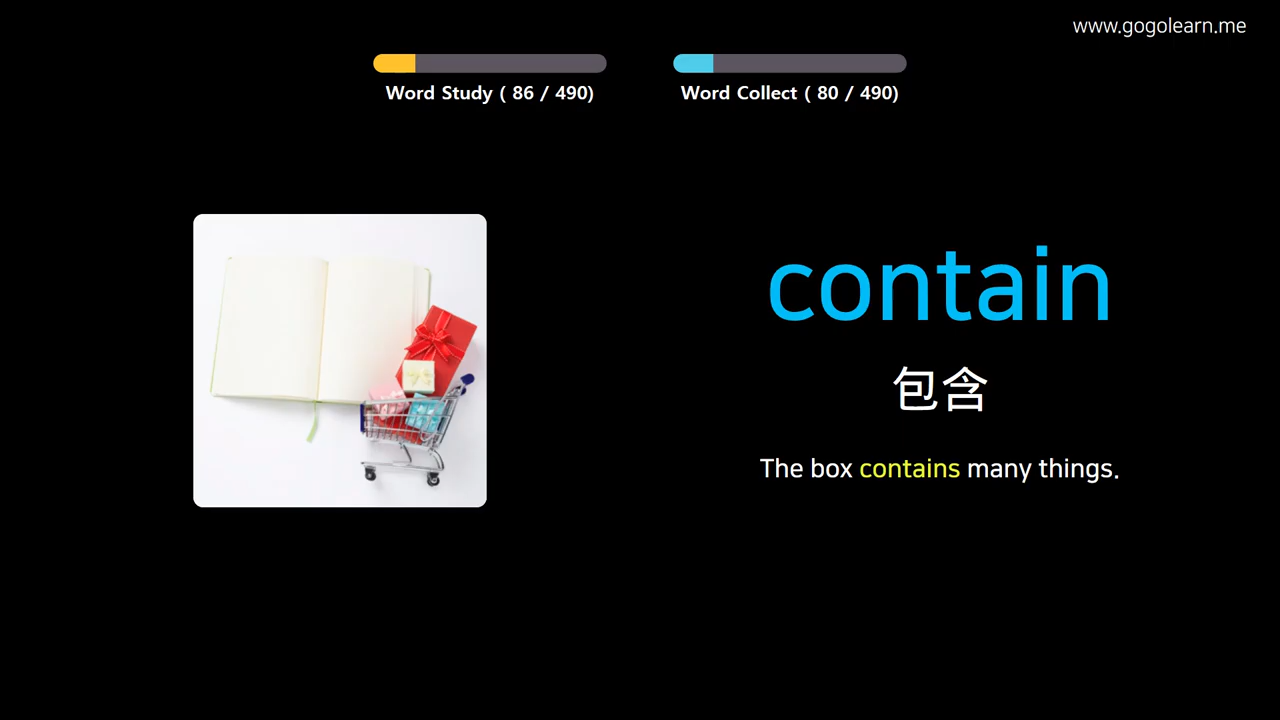 www.gogolearn.me
Word Study ( 86 / 490)
Word Collect ( 80 / 490)
contain
包含
The box contains many things.